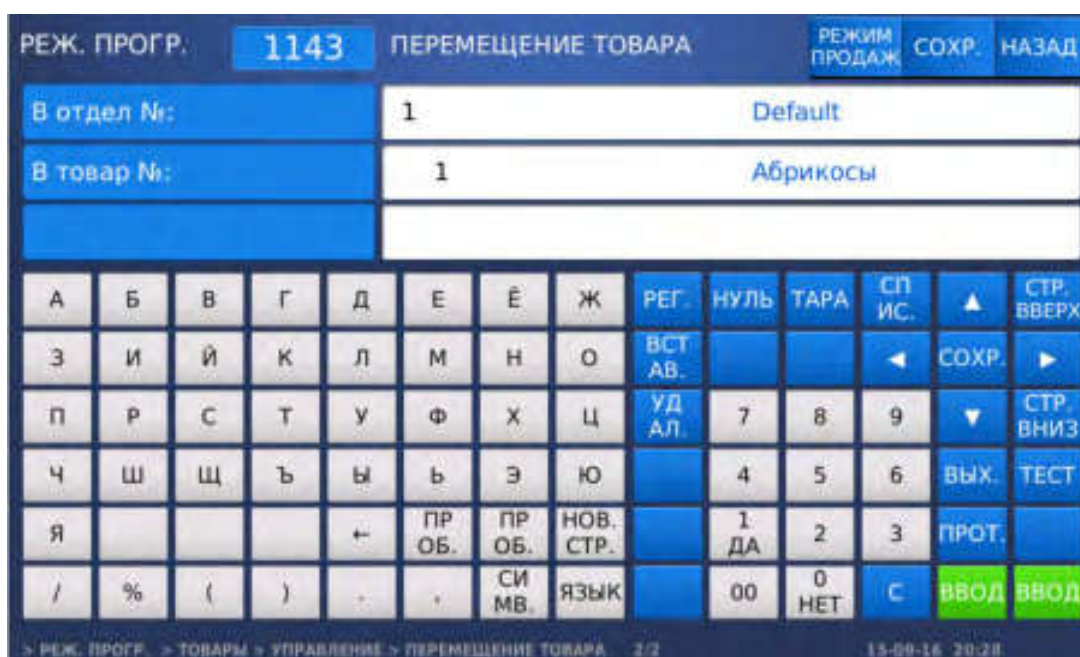 РЕЖ. ПРОГР. 1143 ПЕРЕМЕЩЕНИЕ ТОВАРА РЕЖИМ ПРОДАЖ СОХР. НАЗАД
В отдел №: 1 Default
В товар №: 1 Абрикосы
А Б В Г Д Е Ё Ж РЕГ. НУЛЬ ТАРА СП ИС. ▲ СТР. ВВЕРХ
З И Й К Л М Н О ВСТ АВ. ◀ СОХР. ▶
П Р С Т У Ф Х Ц УД АЛ. 7 8 9 ▼ СТР. ВНИЗ
Ч Ш Щ Ъ Ы Ь Э Ю 4 5 6 ВЫХ. ТЕСТ
Я ← ПР ОБ. ПР ОБ. НОВ. СТР. 1 ДА 2 3 ПРОТ.
/ % ( ) . , СИ МВ. ЯЗЫК 00 0 НЕТ С ВВОД ВВОД
> РЕЖ. ПРОГР. > ТОВАРЫ > УПРАВЛЕНИЕ > ПЕРЕМЕЩЕНИЕ ТОВАРА 2/2 15-09-16 20:28